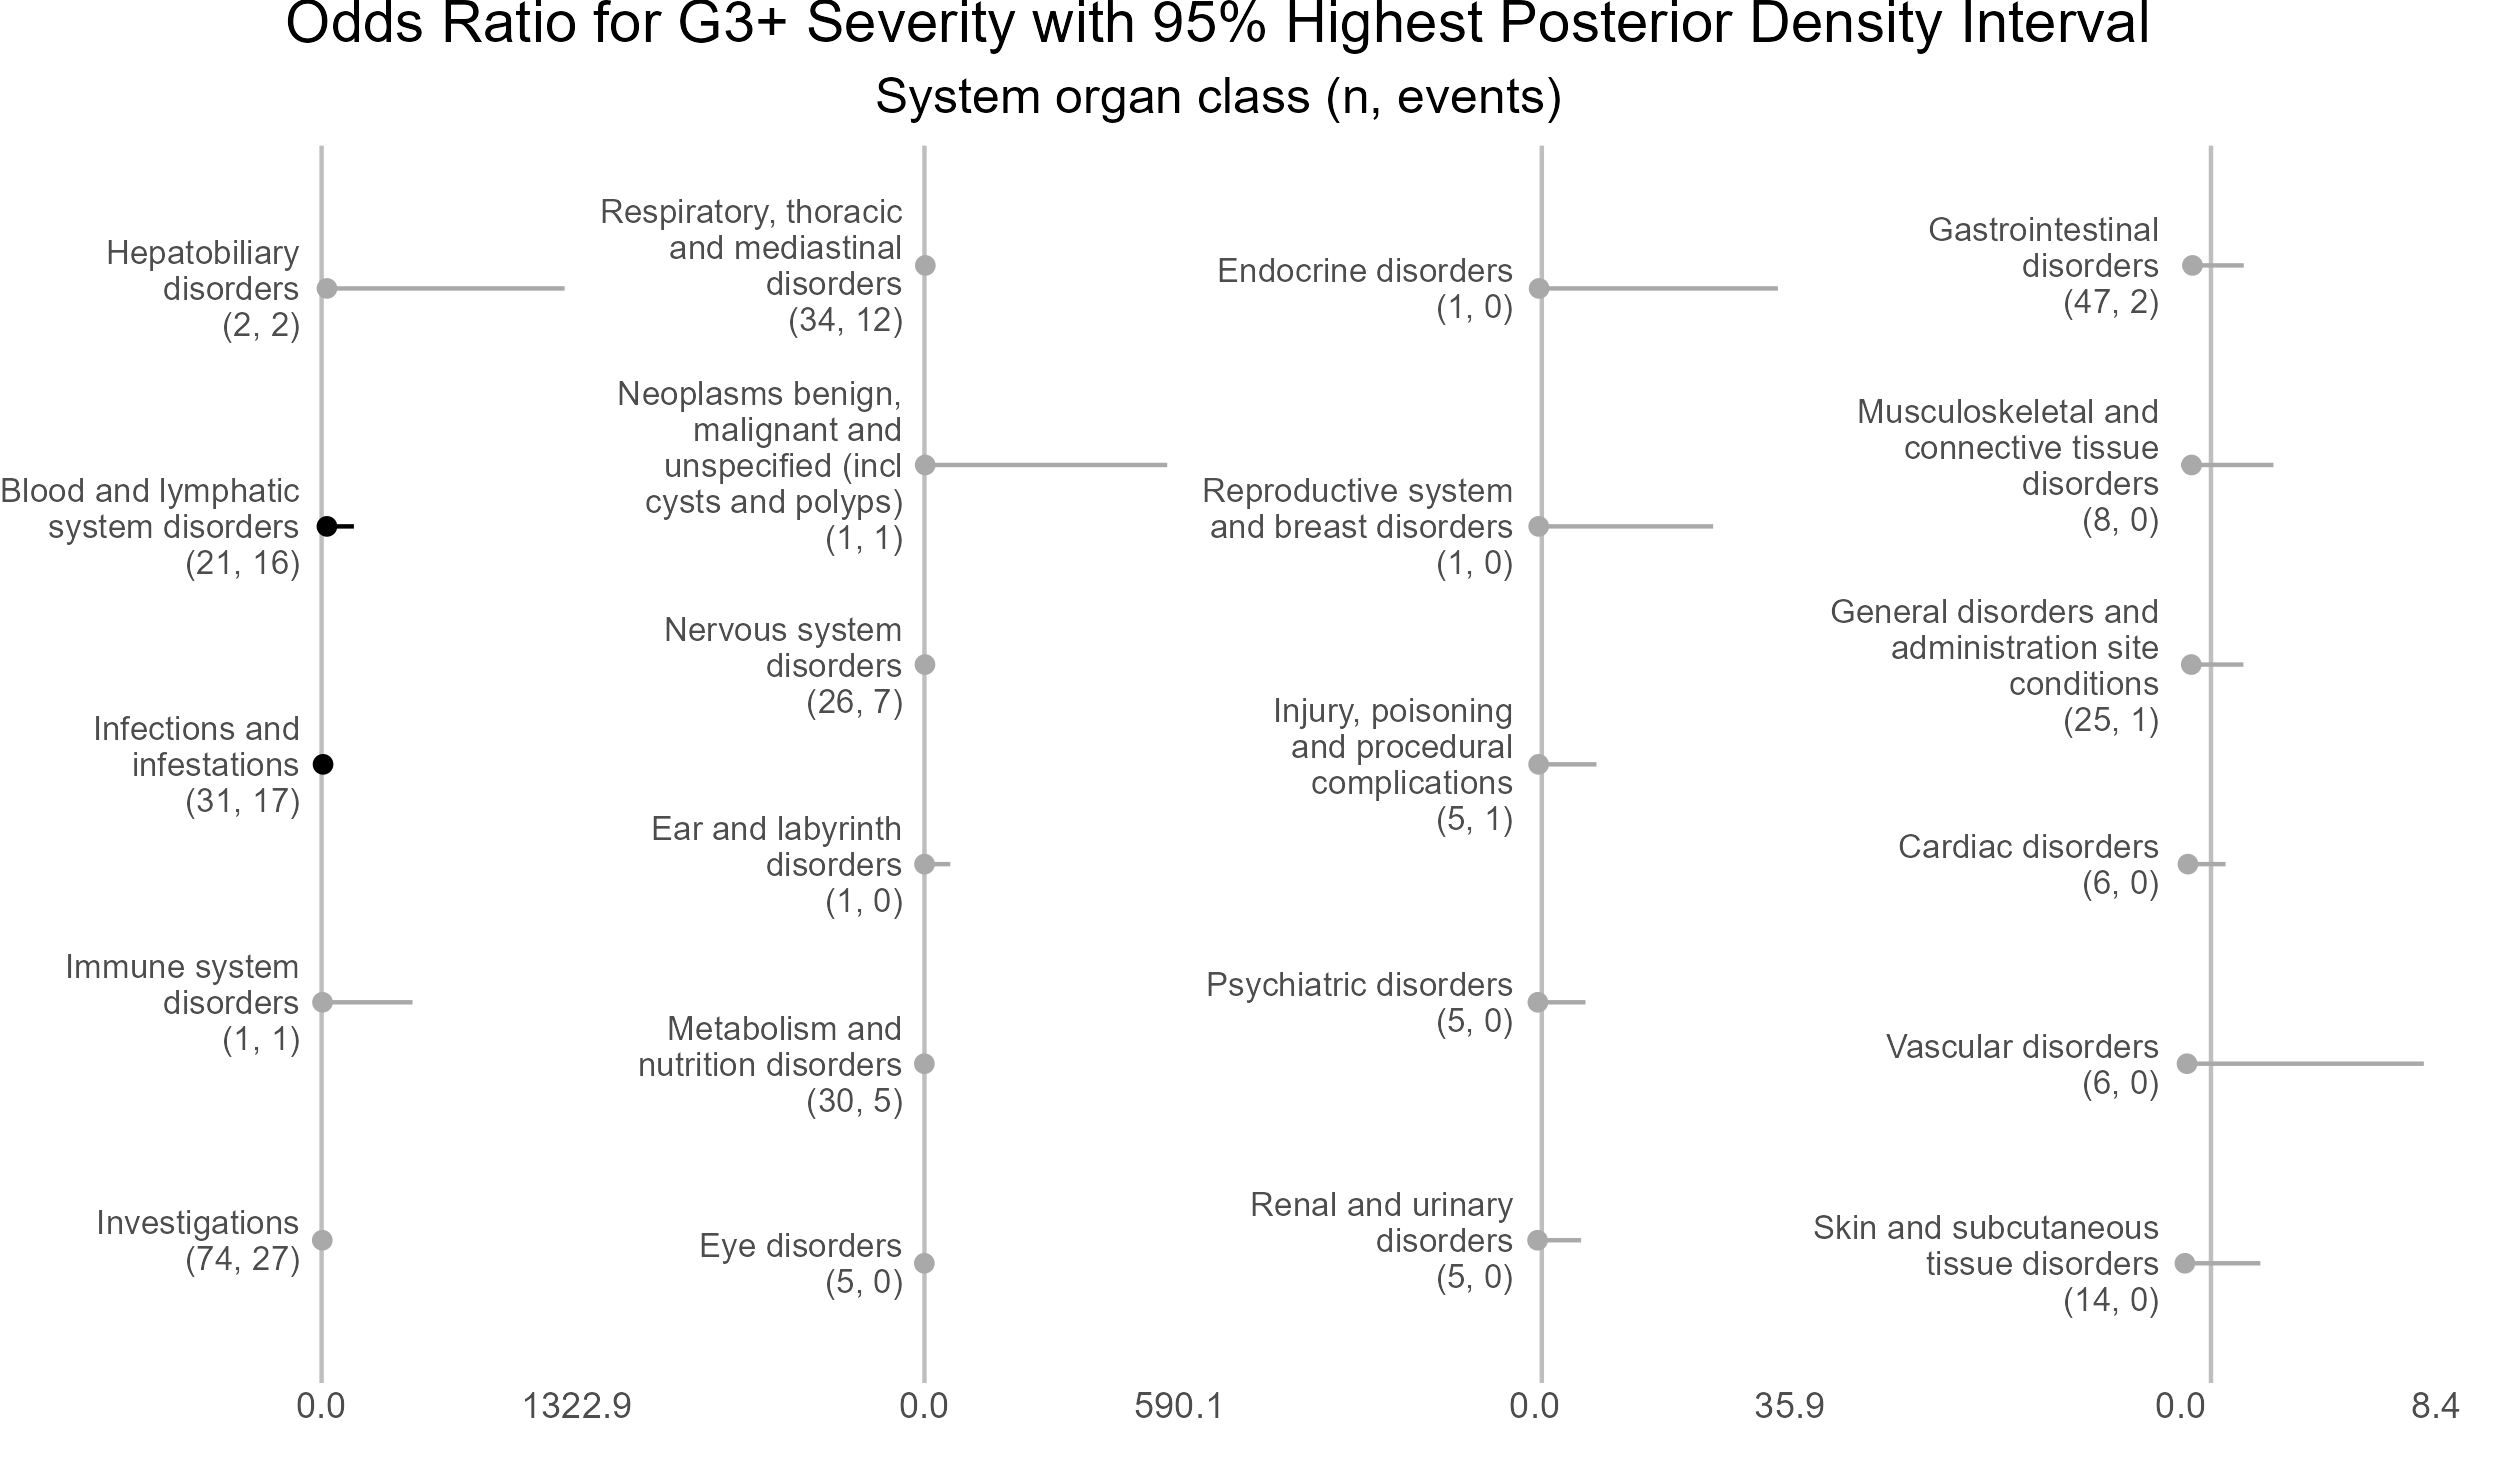 Odds Ratio for G3+ Severity with 95% Highest Posterior Density Interval
System organ class (n, events)
Hepatobiliary
disorders
(2, 2)
Blood and lymphatic
system disorders
(21, 16)
Infections and
infestations
(31, 17)
Immune system
disorders
(1, 1)
Investigations
(74, 27)
0.0
1322.9
Respiratory, thoracic
and mediastinal
disorders
(34, 12)
Neoplasms benign,
malignant and
unspecified (incl
cysts and polyps)
(1, 1)
Nervous system
disorders
(26, 7)
Ear and labyrinth
disorders
(1, 0)
Metabolism and
nutrition disorders
(30, 5)
Eye disorders
(5, 0)
0.0
590.1
Endocrine disorders
(1, 0)
Reproductive system
and breast disorders
(1, 0)
Injury, poisoning
and procedural
complications
(5, 1)
Psychiatric disorders
(5, 0)
Renal and urinary
disorders
(5, 0)
0.0
35.9
Gastrointestinal
disorders
(47, 2)
Musculoskeletal and
connective tissue
disorders
(8, 0)
General disorders and
administration site
conditions
(25, 1)
Cardiac disorders
(6, 0)
Vascular disorders
(6, 0)
Skin and subcutaneous
tissue disorders
(14, 0)
0.0
8.4